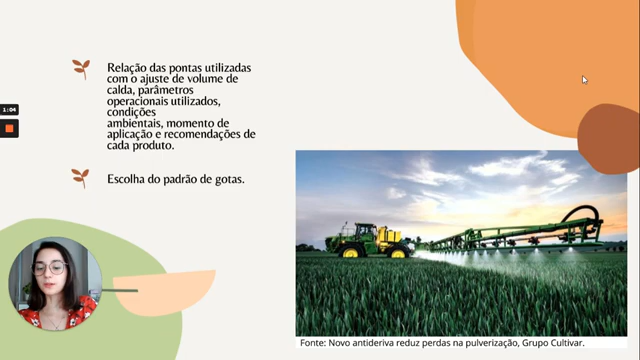 Relação das pontas utilizadas
com o ajuste de volume de
calda, parâmetros
operacionais utilizados,
condições
ambientais, momento de
aplicação e recomendações de
cada produto.
Escolha do padrão de gotas.
1:04
Fonte: Novo antideriva reduz perdas na pulverização, Grupo Cultivar.